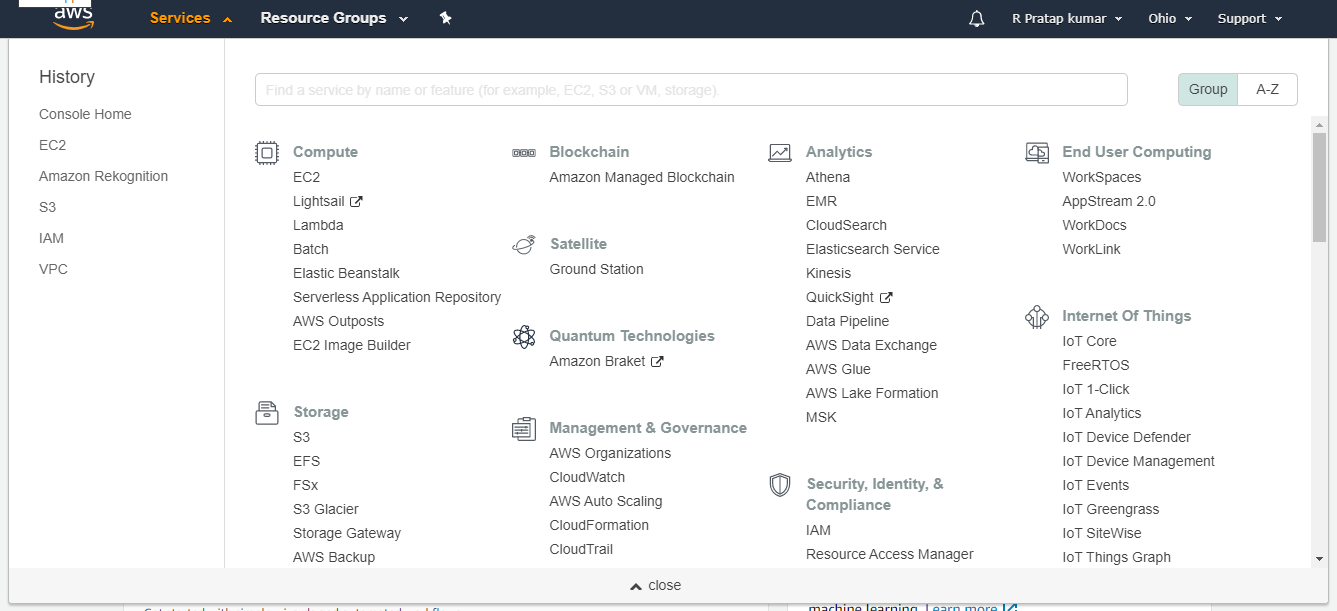 aws
Services
Resource Groups
R Pratap kumar
Ohio
Support
History
Console Home
EC2
Amazon Rekognition
S3
IAM
VPC
Find a service by name or feature (for example, EC2, S3 or VM, storage).
Group
A-Z
Compute
EC2
Lightsail
Lambda
Batch
Elastic Beanstalk
Serverless Application Repository
AWS Outposts
EC2 Image Builder
Storage
S3
EFS
FSx
S3 Glacier
Storage Gateway
AWS Backup
Blockchain
Amazon Managed Blockchain
Satellite
Ground Station
Quantum Technologies
Amazon Braket
Management & Governance
AWS Organizations
CloudWatch
AWS Auto Scaling
CloudFormation
CloudTrail
Analytics
Athena
EMR
CloudSearch
Elasticsearch Service
Kinesis
QuickSight
Data Pipeline
AWS Data Exchange
AWS Glue
AWS Lake Formation
MSK
Security, Identity, &
Compliance
IAM
Resource Access Manager
End User Computing
WorkSpaces
AppStream 2.0
WorkDocs
WorkLink
Internet Of Things
IoT Core
FreeRTOS
IoT 1-Click
IoT Analytics
IoT Device Defender
IoT Device Management
IoT Events
IoT Greengrass
IoT SiteWise
IoT Things Graph
close
machine learning. Learn more